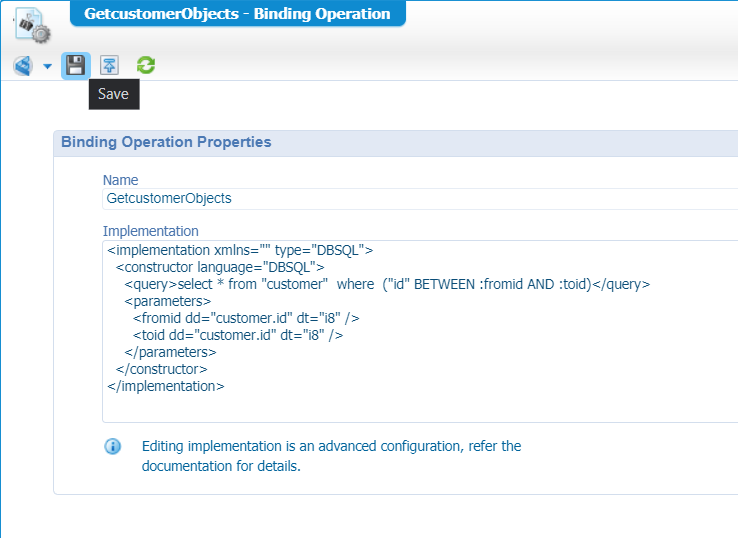 GetcustomerObjects - Binding Operation
Save
Binding Operation Properties
Name
GetcustomerObjects
Implementation
<implementation xmlns="" type="DBSQL">
  <constructor language="DBSQL">
    <query>select * from "customer"  where  ("id" BETWEEN :fromid AND :toid)</query>
    <parameters>
      <fromid dd="customer.id" dt="i8" />
      <toid dd="customer.id" dt="i8" />
    </parameters>
  </constructor>
</implementation>
Editing implementation is an advanced configuration, refer the
documentation for details.